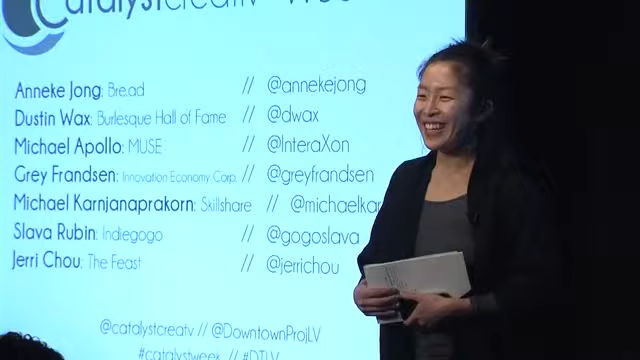 Catalystcreativ
Anneke Jong: Bre.ad // @annekejong
Dustin Wax: Burlesque Hall of Fame // @dwax
Michael Apollo: MUSE // @InteraXon
Grey Frandsen: Innovation Economy Corp. // @greyfrandsen
Michael Karnjanaprakorn: Skillshare // @michaelkar
Slava Rubin: Indiegogo // @gogoslava
Jerri Chou: The Feast // @jerrichou
@catalystcreatv // @DowntownProjLV
#catalystweek // #DTLV